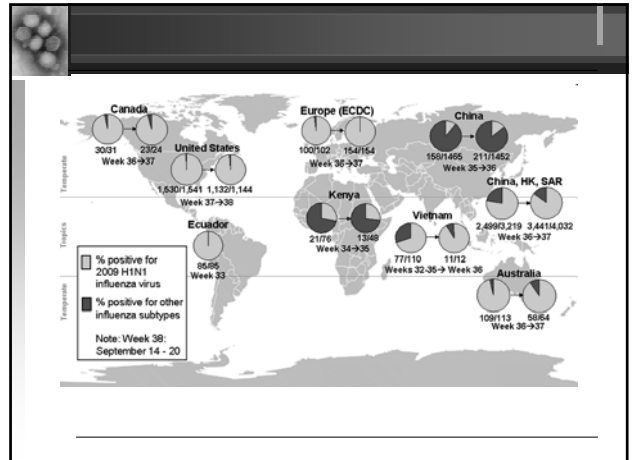 Canada
30/31 23/24
Week 36→37
United States
1,530/1,541 1,132/1,144
Week 37→38
Europe (ECDC)
100/102 154/154
Week 36→37
China
158/1465 211/1452
Week 35→36
China, HK, SAR
2,499/3,219 3,441/4,032
Week 36→37
Kenya
21/76 13/48
Week 34→35
Vietnam
77/110 11/12
Weeks 32-35→ Week 36
Ecuador
85/85
Week 33
Australia
109/113 58/64
Week 36→37
Temperate
Tropics
Temperate
% positive for
2009 H1N1
influenza virus
% positive for other
influenza subtypes
Note: Week 38:
September 14 - 20